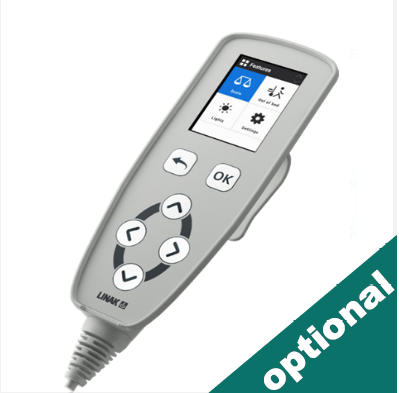 Features
Scale
Out of bed
Lights
Settings
OK
LINAK
optional